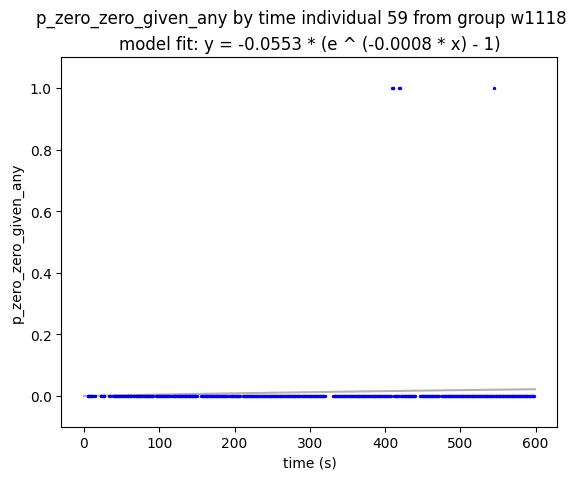 p_zero_zero_given_any by time individual 59 from group w1118
model fit: y = -0.0553 * (e ^ (-0.0008 * x) - 1)
1.0
0.8
0.6
0.4
0.2
0.0
p_zero_zero_given_any
0 100 200 300 400 500 600
time (s)